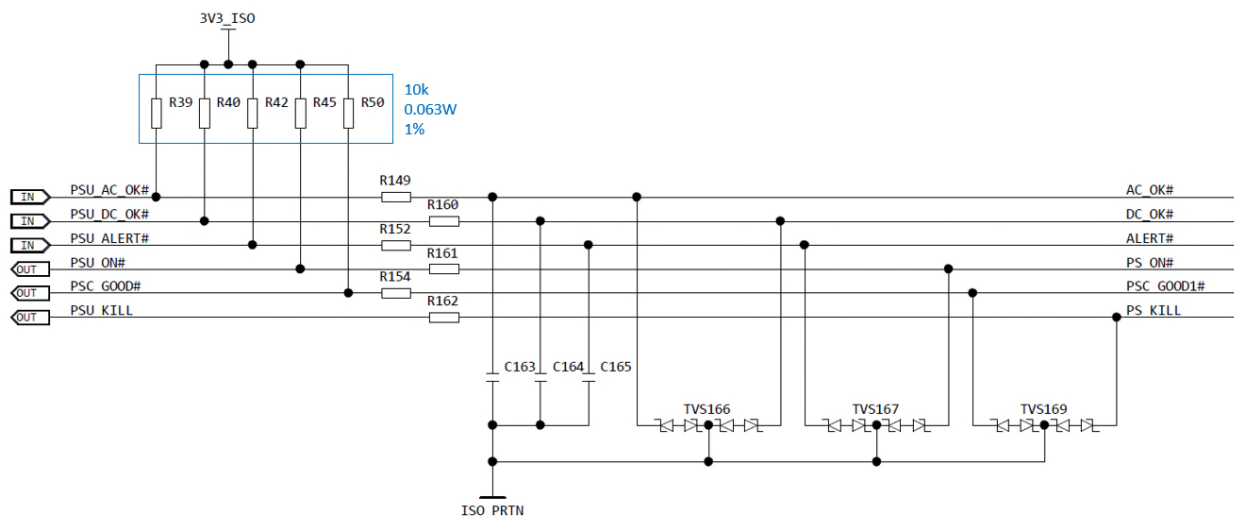 3V3_ISO
R39 R40 R42 R45 R50
10k
0.063W
1%
IN PSU_AC_OK# R149 AC_OK#
IN PSU_DC_OK# R160 DC_OK#
IN PSU_ALERT# R152 ALERT#
OUT PSU_ON# R161 PS_ON#
OUT PSC_GOOD# R154 PSC_GOOD1#
OUT PSU_KILL R162 PS_KILL
C163 C164 C165
TVS166 TVS167 TVS169
ISO_PRTN